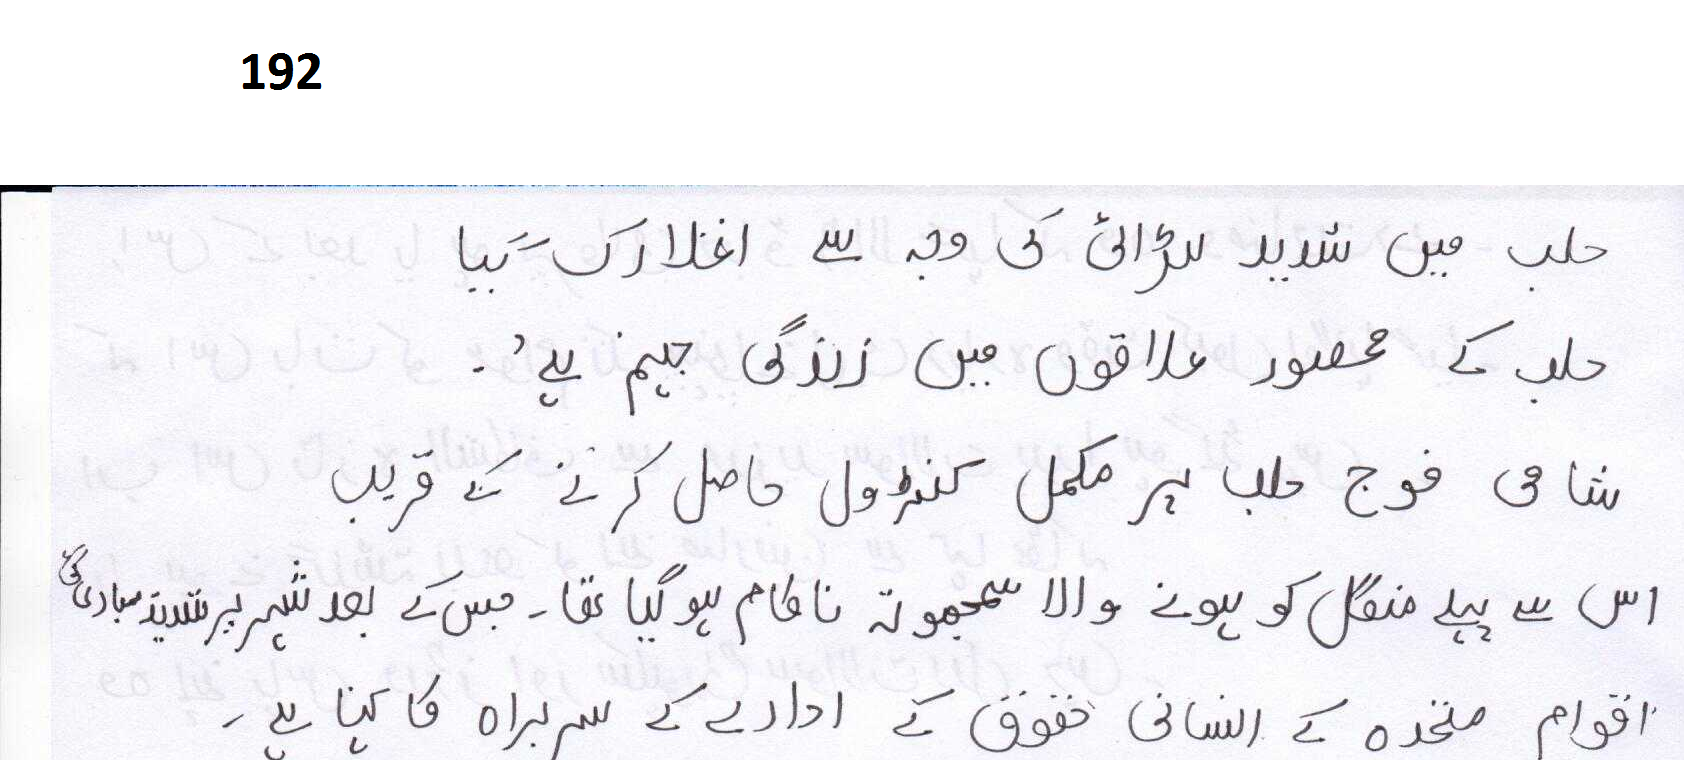 192
حلب میں شدید لڑائی کی وجہ سے انخلا رک گیا
حلب کے محصور علاقوں میں زندگی جہنم ہے'۔
شامی فوج حلب پر مکمل کنٹرول حاصل کرنے کے قریب
اس سے پہلے منگل کو ہونے والا سمجھوتہ ناکام ہو گیا تھا۔ جس کے بعد شہر پر شدید بمباری کی گئی
اقوام متحدہ کے انسانی حقوق کے ادارے کے سربراہ کا کہنا ہے۔